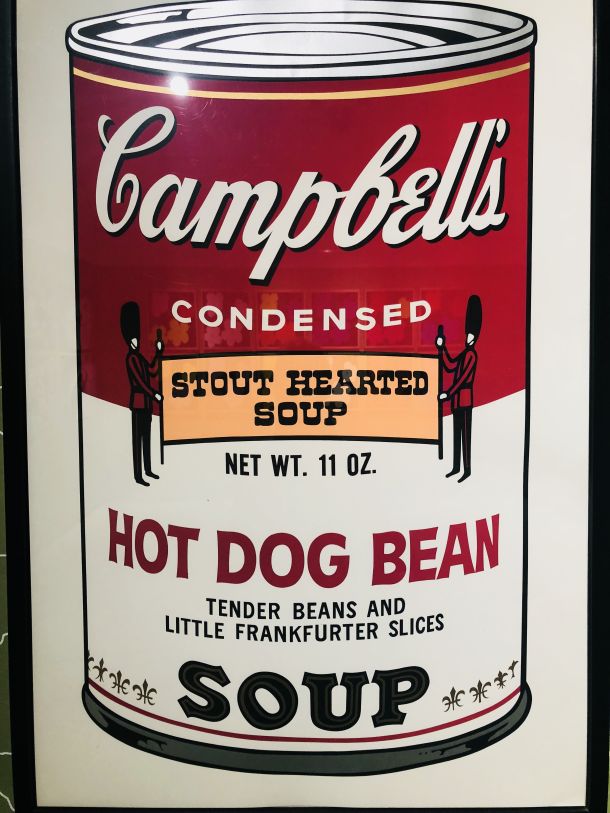 Campbell's
CONDENSED
STOUT HEARTED
SOUP
NET WT. 11 OZ.
HOT DOG BEAN
TENDER BEANS AND
LITTLE FRANKFURTER SLICES
SOUP